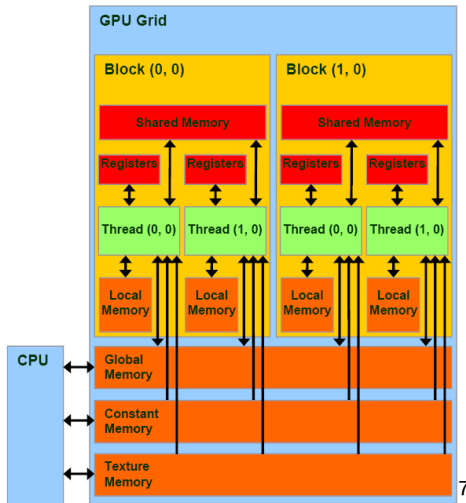 GPU Grid
Block (0, 0)
Block (1, 0)
Shared Memory
Shared Memory
Registers
Registers
Registers
Registers
Thread (0, 0)
Thread (1, 0)
Thread (0, 0)
Thread (1, 0)
Local
Memory
Local
Memory
Local
Memory
Local
Memory
CPU
Global
Memory
Constant
Memory
Texture
Memory
7